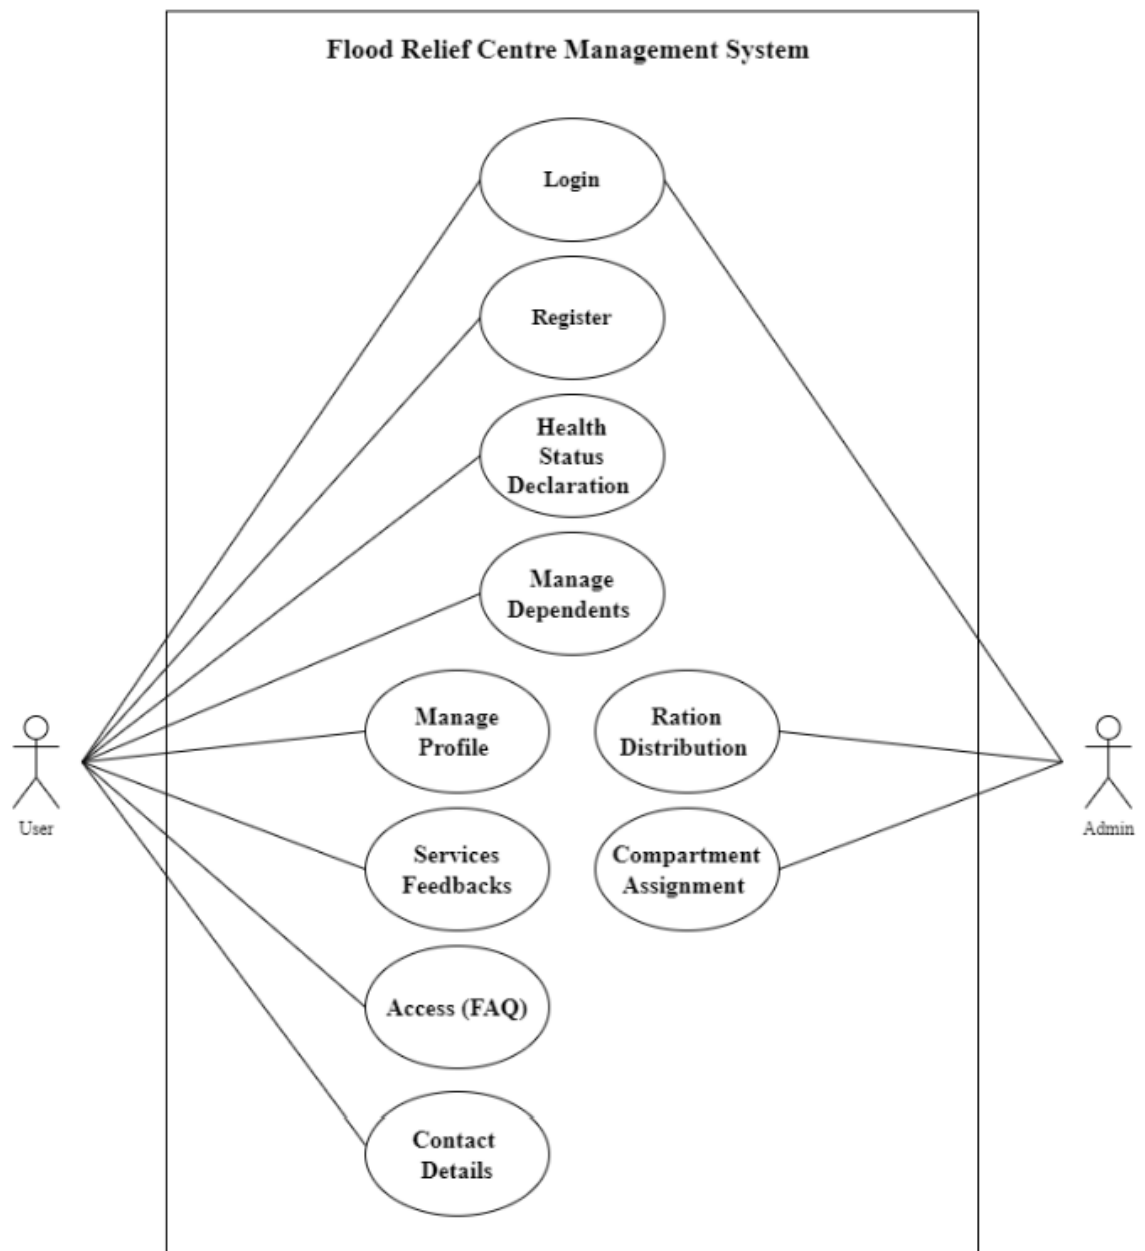 Flood Relief Centre Management System
Login
Register
Health
Status
Declaration
Manage
Dependents
Manage
Profile
Ration
Distribution
User
Admin
Services
Feedbacks
Compartment
Assignment
Access (FAQ)
Contact
Details